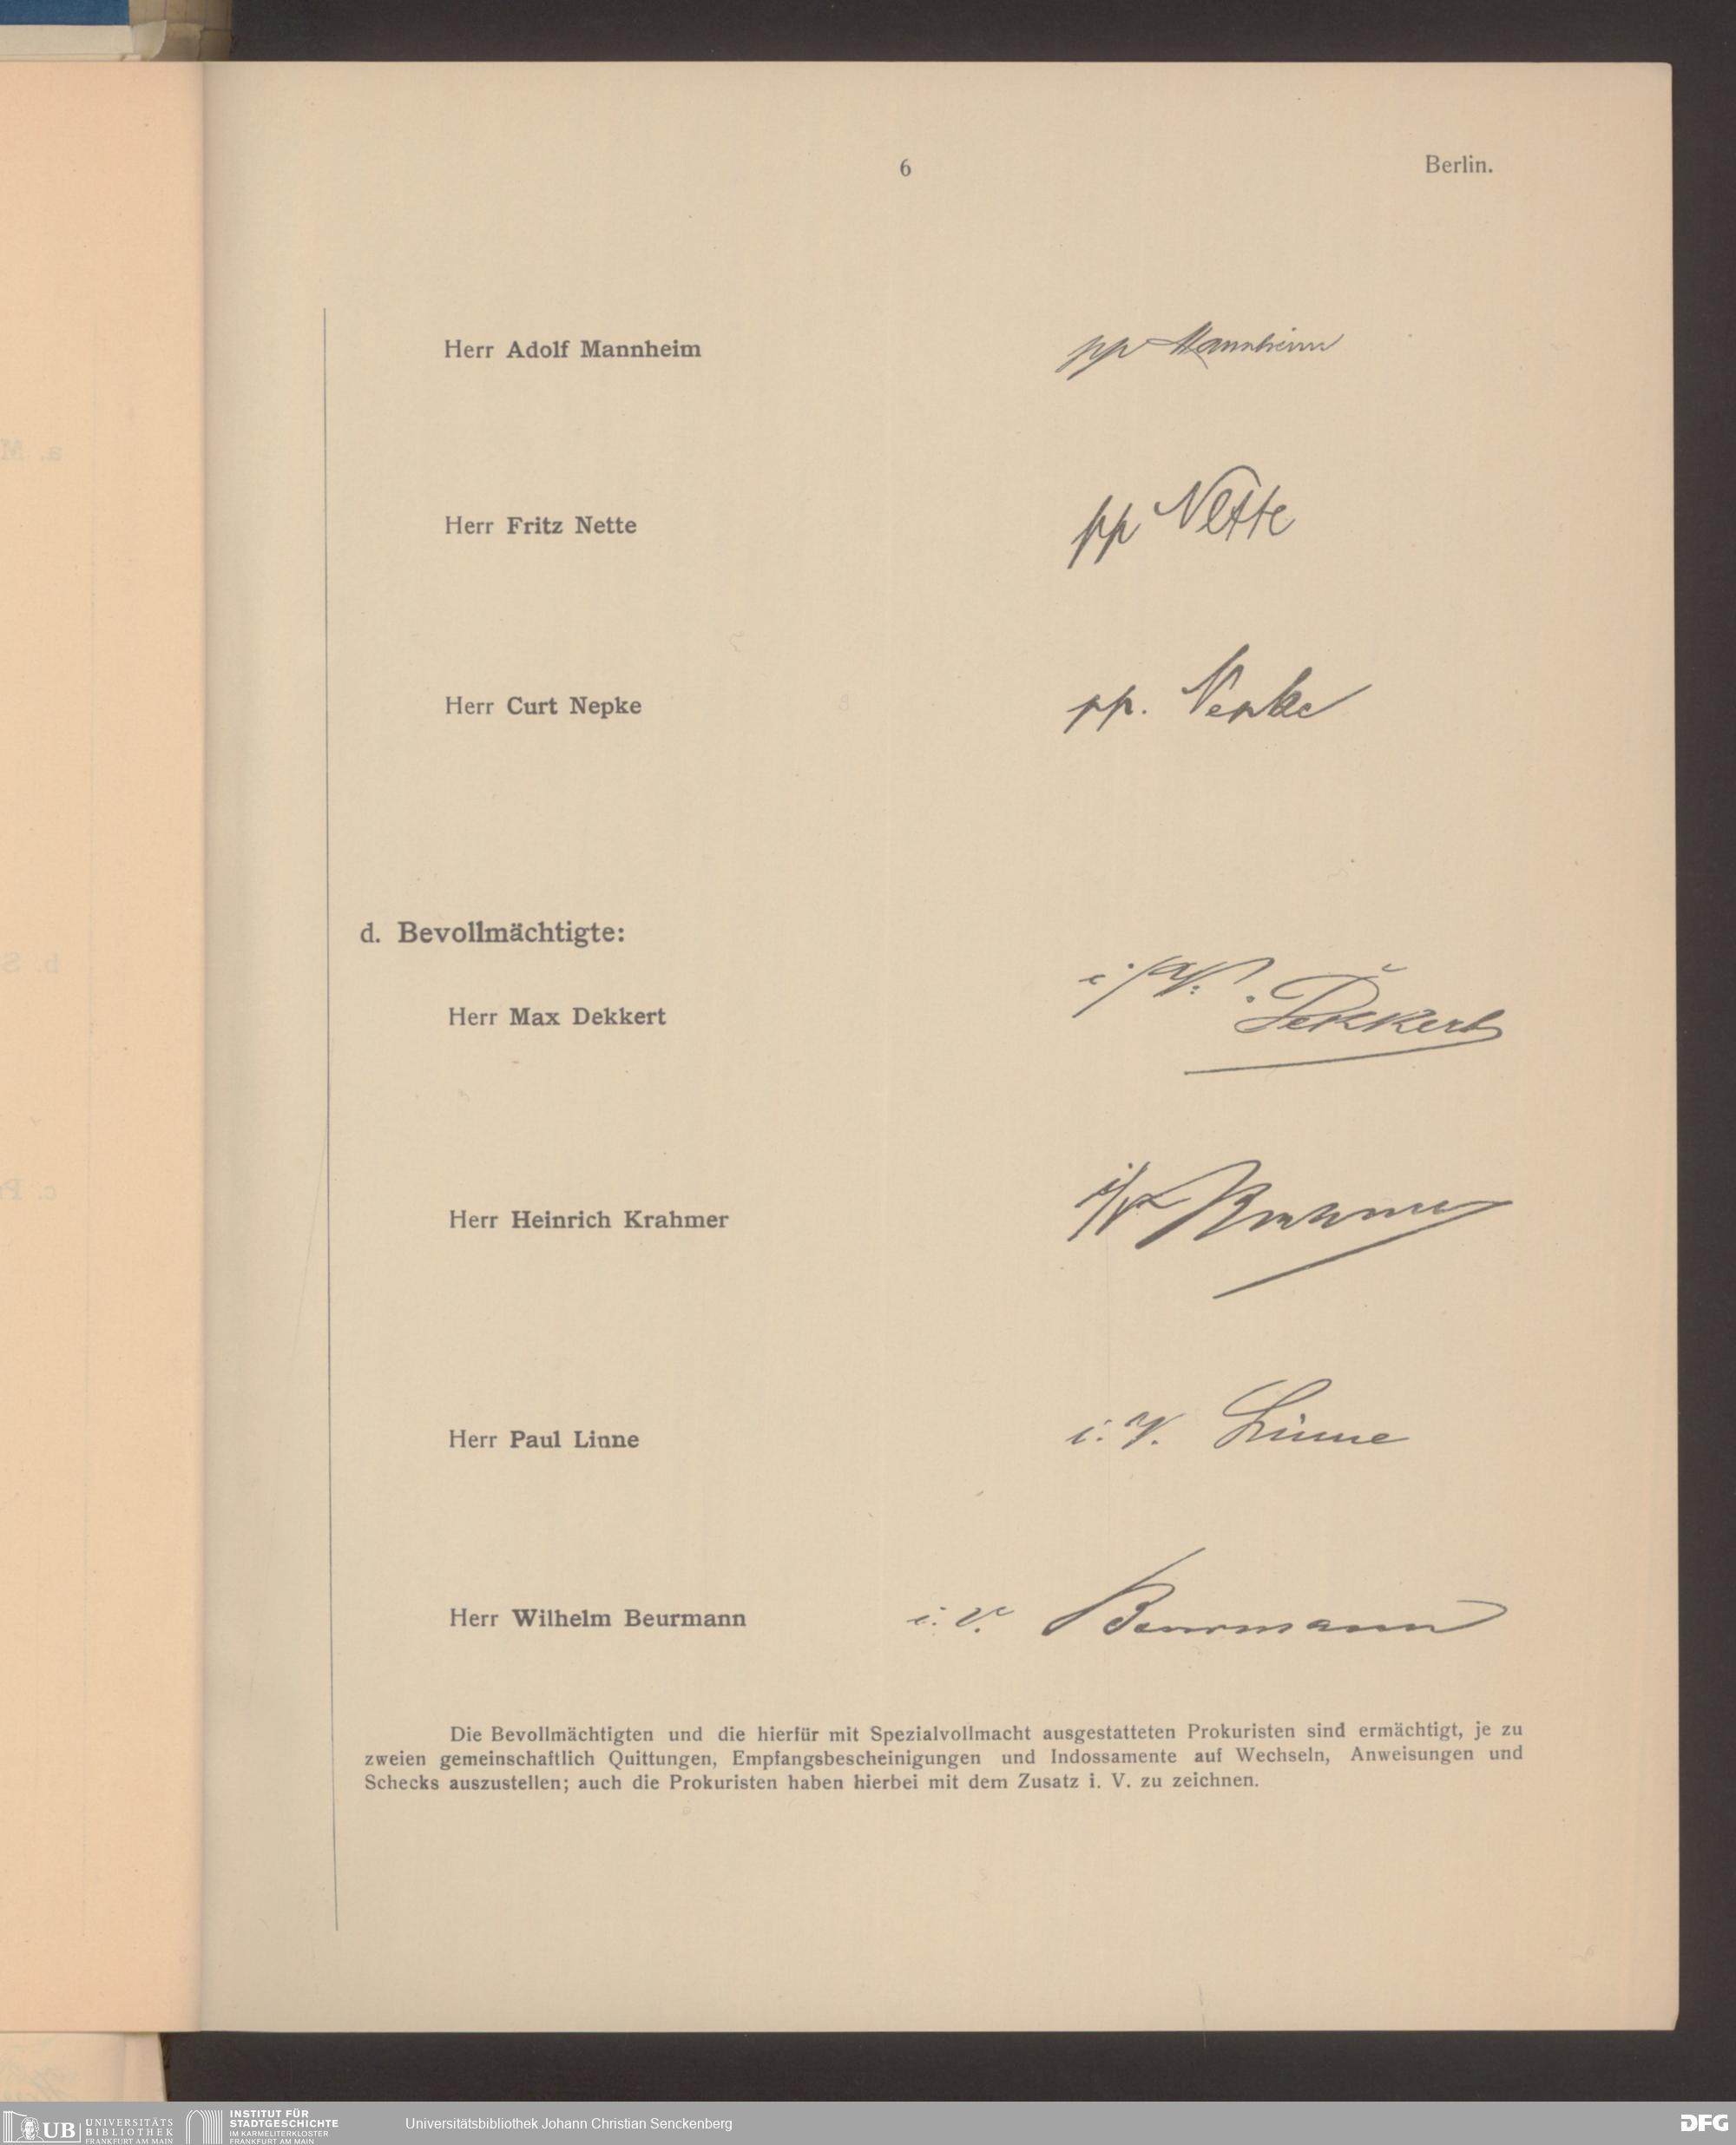 6 Berlin.
Herr Adolf Mannheim pp Mannheim
Herr Fritz Nette pp Nette
Herr Curt Nepke pp. Nepke
d. Bevollmächtigte:
Herr Max Dekkert i/V. Dekkert
Herr Heinrich Krahmer i/V Krahmer
Herr Paul Linne i. V. Linne
Herr Wilhelm Beurmann i. V. Beurmann
Die Bevollmächtigten und die hierfür mit Spezialvollmacht ausgestatteten Prokuristen sind ermächtigt, je zu
zweien gemeinschaftlich Quittungen, Empfangsbescheinigungen und Indossamente auf Wechseln, Anweisungen und
Schecks auszustellen; auch die Prokuristen haben hierbei mit dem Zusatz i. V. zu zeichnen.
a. M
b. S
c. P
UB UNIVERSITÄTS
BIBLIOTHEK
FRANKFURT AM MAIN
INSTITUT FÜR
STADTGESCHICHTE
IM KARMELITERKLOSTER
FRANKFURT AM MAIN
Universitätsbibliothek Johann Christian Senckenberg
DFG